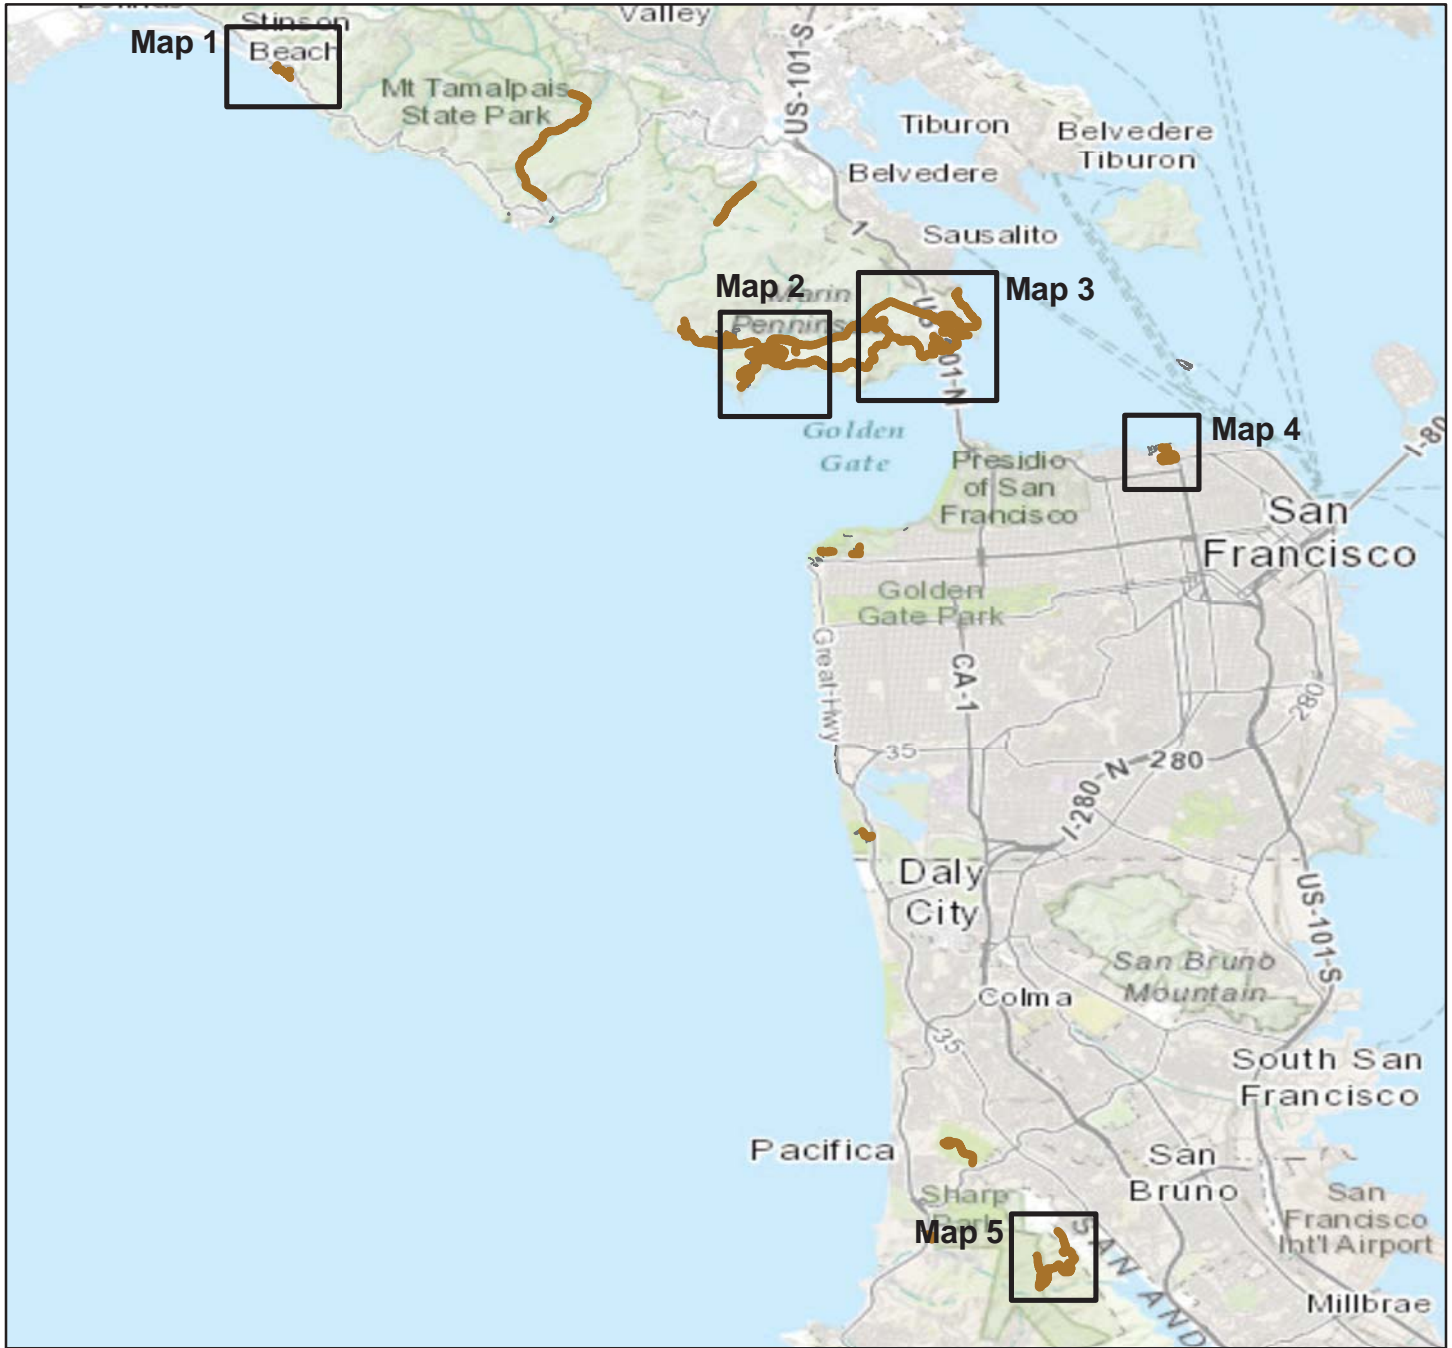 Stinson
Beach
Map 1
Valley
US-101-S
Mt Tamalpais
State Park
Tiburon
Belvedere
Tiburon
Belvedere
1
Sausalito
Map 2
Marin
Map 3
US-101-N
Golden
Gate
Map 4
I-80
Presidio
of San
Francisco
San
Francisco
Golden
Gate Park
Great Hwy
CA-1
280
35
I-280-N
280
Daly
City
US-101-S
San Bruno
Mountain
Colma
35
South San
Francisco
Pacifica
San
Bruno
Sharp
Park
Map 5
San
Francisco
Int'l Airport
SAN AND
Millbrae